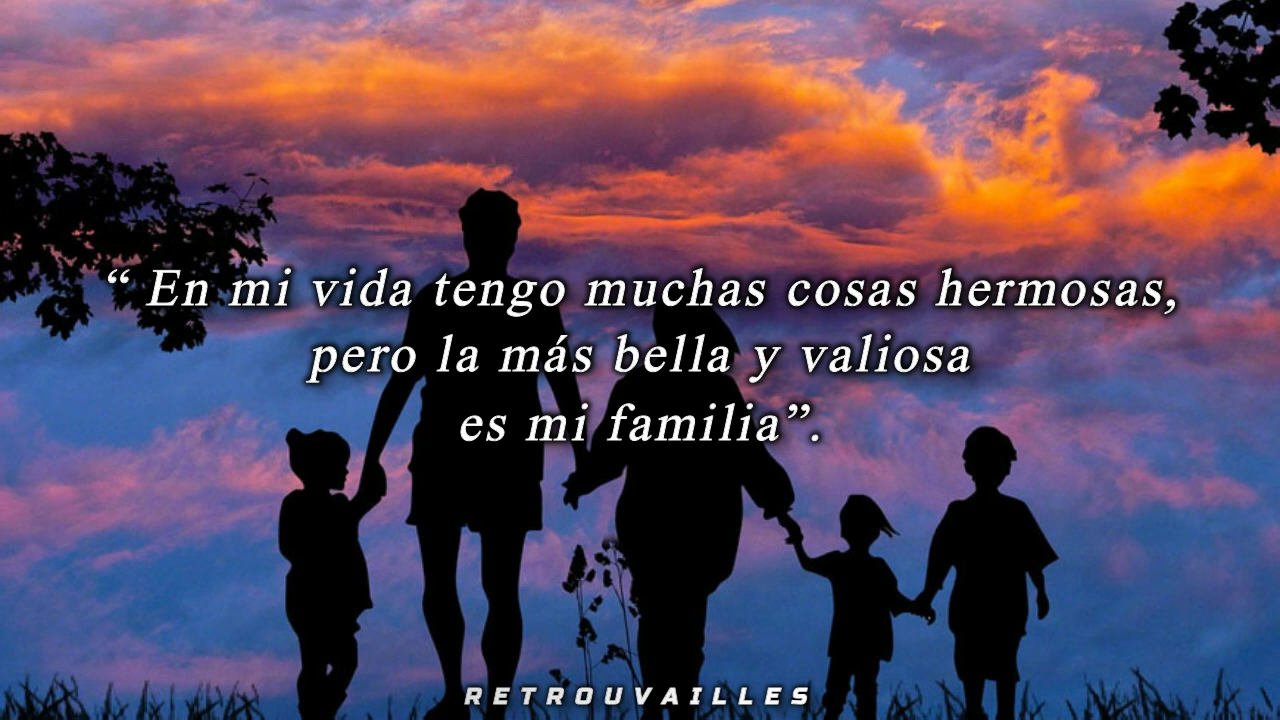 “ En mi vida tengo muchas cosas hermosas,
pero la más bella y valiosa
es mi familia”.
RETROUVAILLES